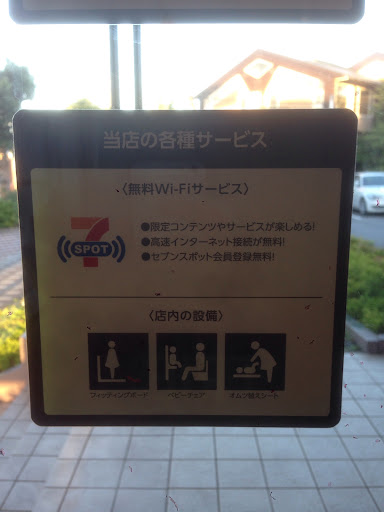 当店の各種サービス
〈無料Wi-Fiサービス〉
7
SPOT
●限定コンテンツやサービスが楽しめる!
●高速インターネット接続が無料!
●セブンスポット会員登録無料!
〈店内の設備〉
フィッティングボード
ベビーチェア
オムツ替えシート